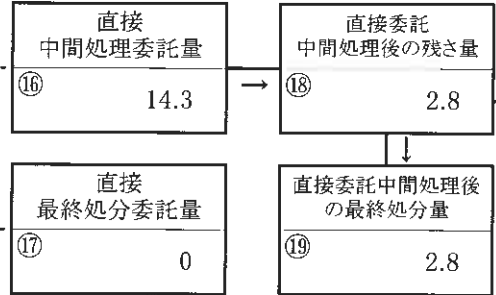 直接
中間処理委託量
⑯
14.3
→
直接委託
中間処理後の残さ量
⑱
2.8
↓
直接
最終処分委託量
⑰
0
直接委託中間処理後
の最終処分量
⑲
2.8